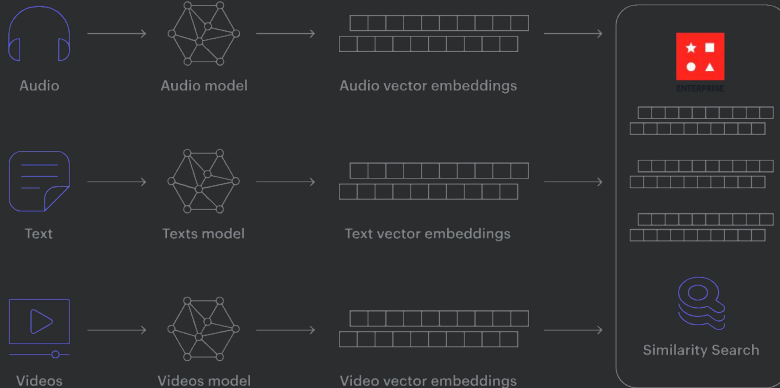 Audio
Audio model
Audio vector embeddings
ENTERPRISE
Text
Texts model
Text vector embeddings
Similarity Search
Videos
Videos model
Video vector embeddings